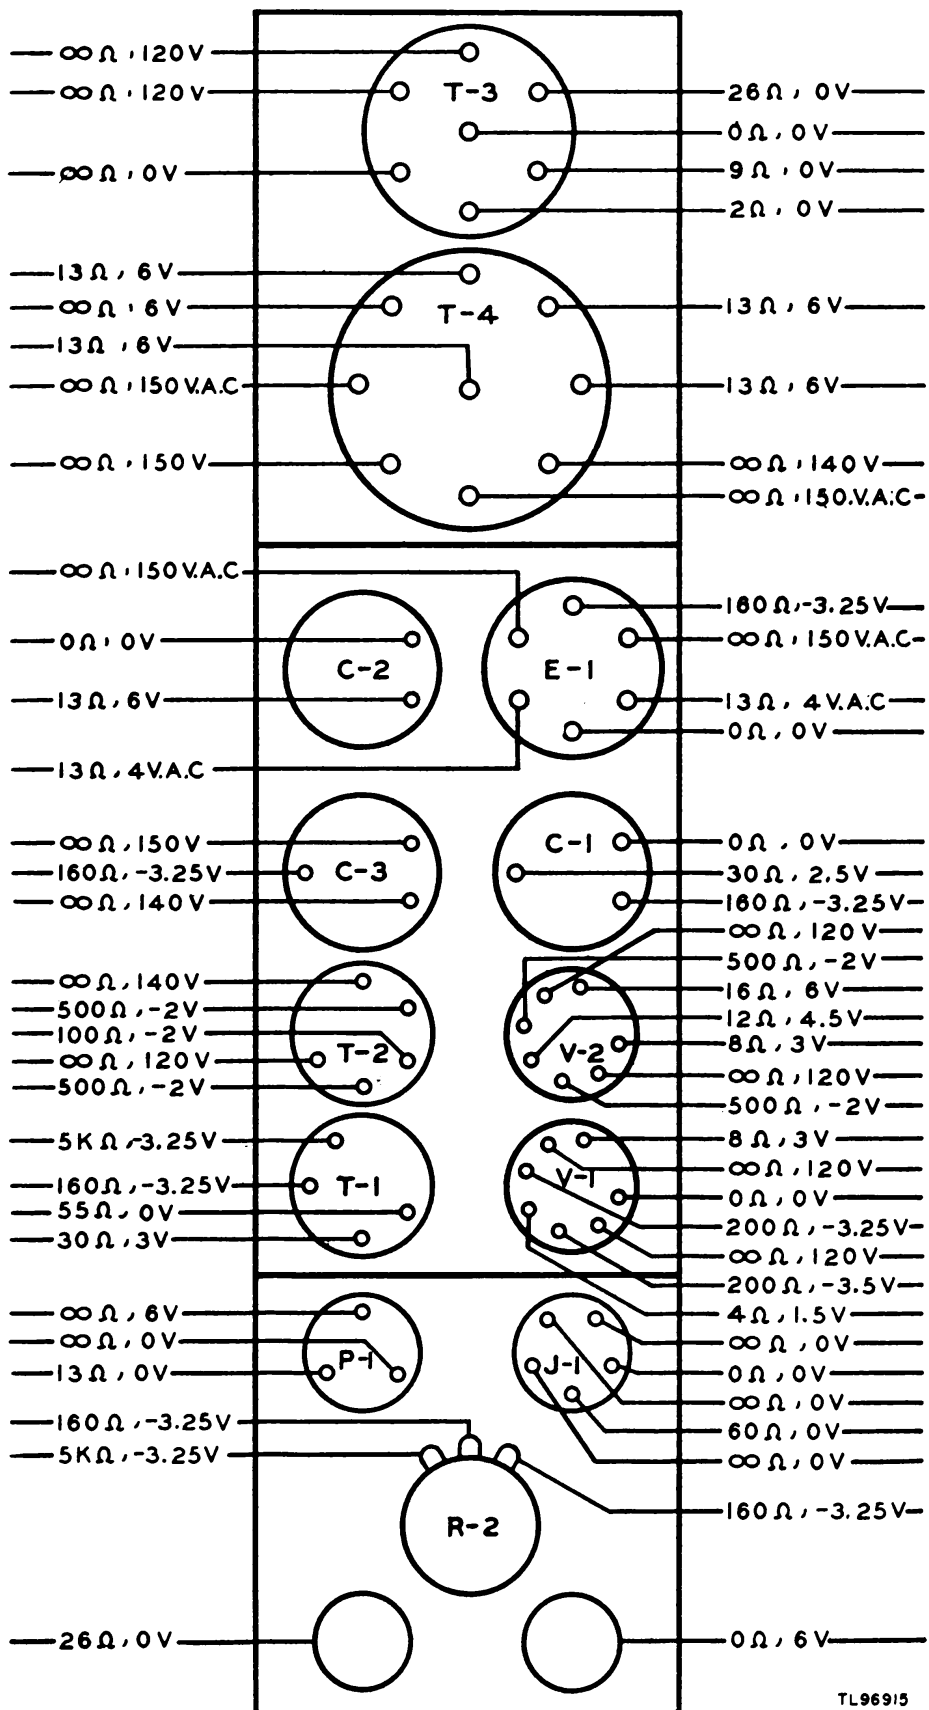 ∞Ω, 120V
∞Ω, 120V
∞Ω, 0V
T-3
26Ω, 0V
0Ω, 0V
9Ω, 0V
2Ω, 0V
13Ω, 6V
∞Ω, 6V
13Ω, 6V
∞Ω, 150V.A.C
∞Ω, 150V
T-4
13Ω, 6V
13Ω, 6V
∞Ω, 140V
∞Ω, 150.V.A.C
∞Ω, 150V.A.C
0Ω, 0V
13Ω, 6V
13Ω, 4V.A.C
C-2
E-1
160Ω, -3.25V
∞Ω, 150V.A.C
13Ω, 4V.A.C
0Ω, 0V
∞Ω, 150V
160Ω, -3.25V
∞Ω, 140V
C-3
C-1
0Ω, 0V
30Ω, 2.5V
160Ω, -3.25V
∞Ω, 140V
500Ω, -2V
100Ω, -2V
∞Ω, 120V
500Ω, -2V
T-2
V-2
∞Ω, 120V
500Ω, -2V
16Ω, 6V
12Ω, 4.5V
8Ω, 3V
∞Ω, 120V
500Ω, -2V
5KΩ, -3.25V
160Ω, -3.25V
55Ω, 0V
30Ω, 3V
T-1
V-1
8Ω, 3V
∞Ω, 120V
0Ω, 0V
200Ω, -3.25V
∞Ω, 120V
200Ω, -3.5V
4Ω, 1.5V
∞Ω, 6V
∞Ω, 0V
13Ω, 0V
P-1
J-1
∞Ω, 0V
0Ω, 0V
∞Ω, 0V
60Ω, 0V
∞Ω, 0V
160Ω, -3.25V
5KΩ, -3.25V
R-2
160Ω, -3.25V
26Ω, 0V
0Ω, 6V
TL96915